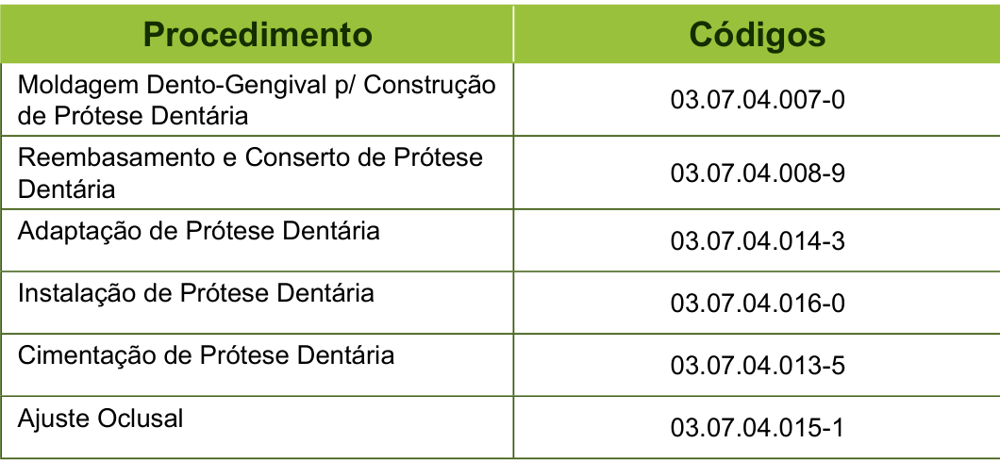 Procedimento
Códigos
Moldagem Dento-Gengival p/ Construção
de Prótese Dentária
03.07.04.007-0
Reembasamento e Conserto de Prótese
Dentária
03.07.04.008-9
Adaptação de Prótese Dentária
03.07.04.014-3
Instalação de Prótese Dentária
03.07.04.016-0
Cimentação de Prótese Dentária
03.07.04.013-5
Ajuste Oclusal
03.07.04.015-1